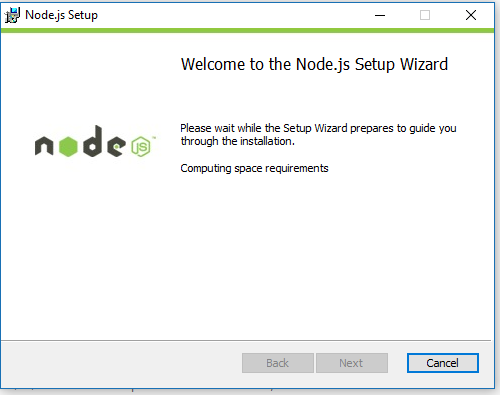 Node.js Setup
Welcome to the Node.js Setup Wizard
node
JS
™
Please wait while the Setup Wizard prepares to guide you
through the installation.
Computing space requirements
Back
Next
Cancel